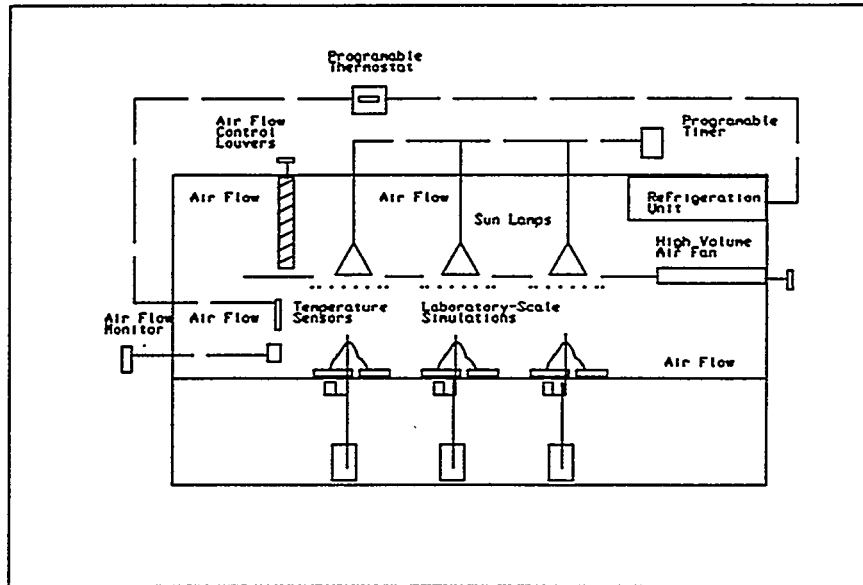 Programable
Thermostat
Air Flow
Control
Louvers
Programable
Timer
Air Flow
Air Flow
Refrigeration
Unit
Sun Lamps
High Volume
Air Fan
Temperature
Sensors
Laboratory-Scale
Simulations
Air Flow
Monitor
Air Flow
Air Flow